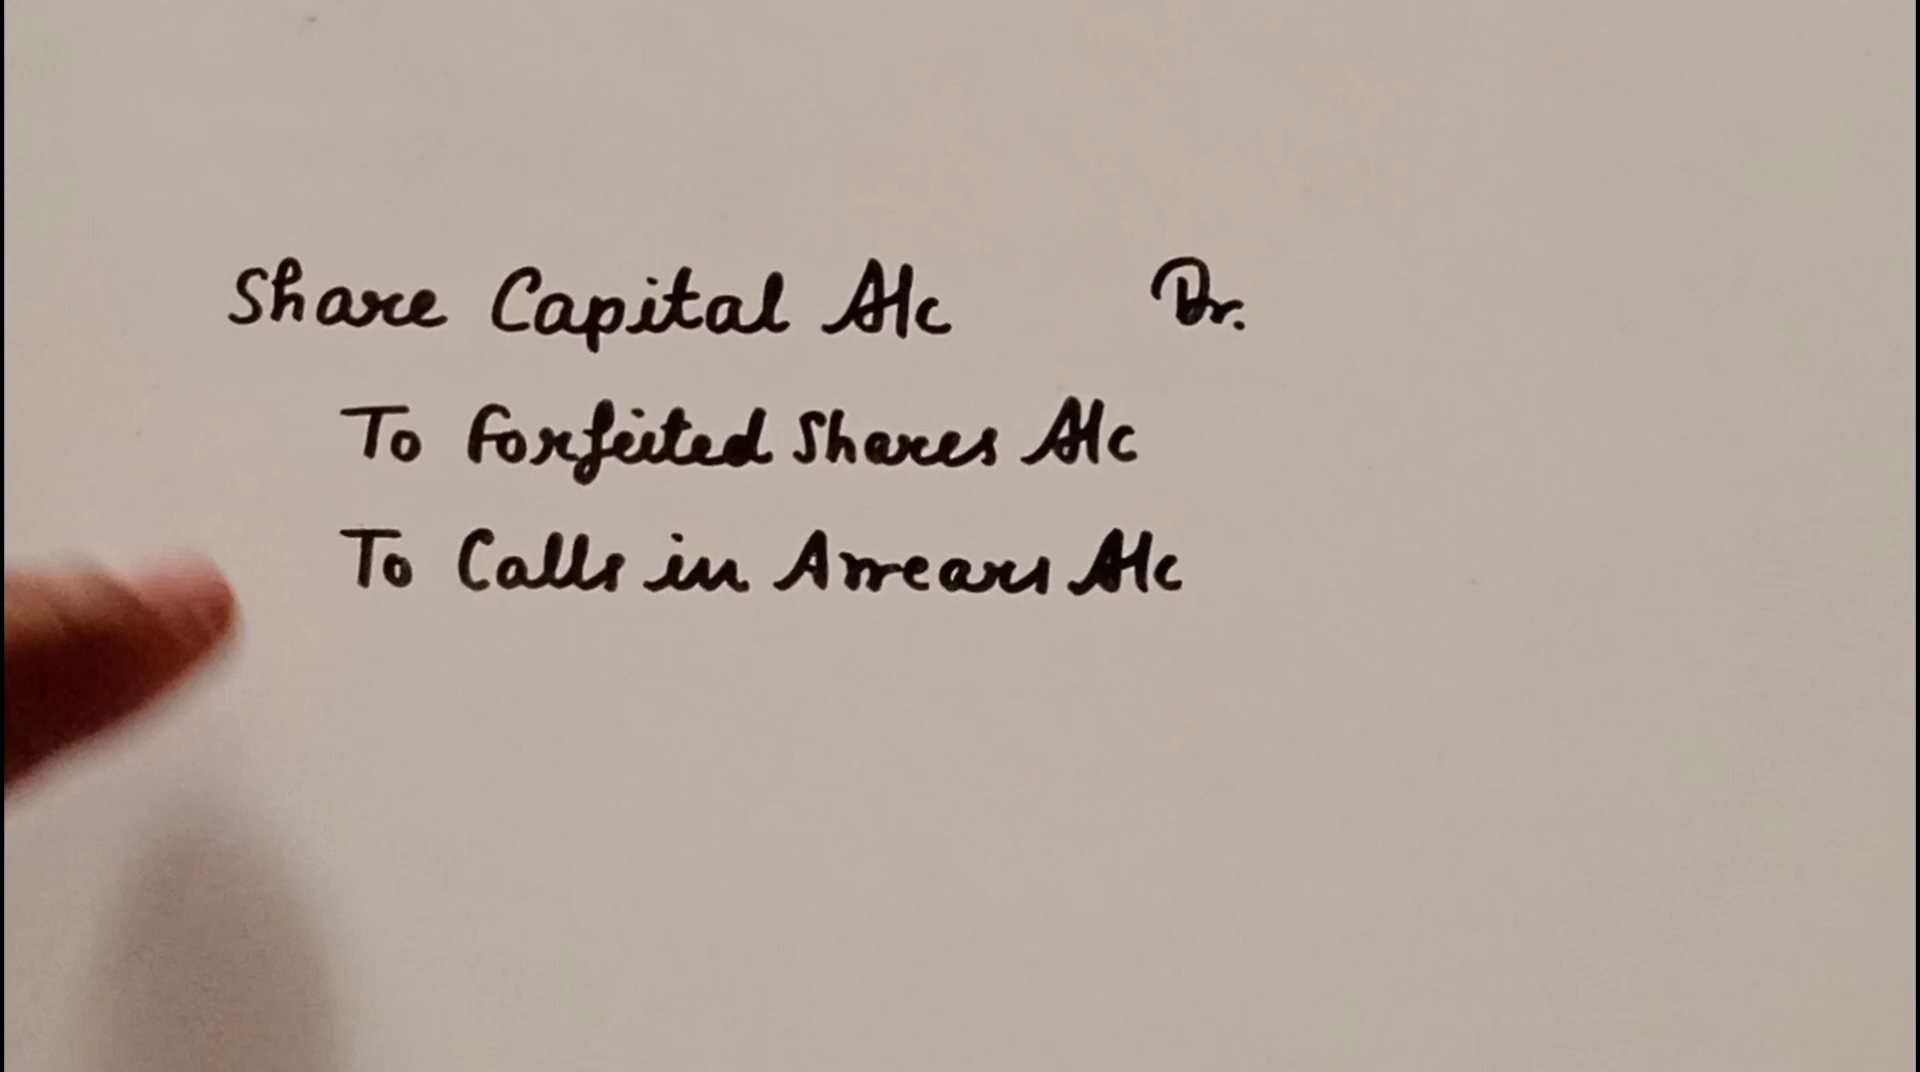 Share Capital A/c Dr.
To Forfeited Shares A/c
To Calls in Arrears A/c